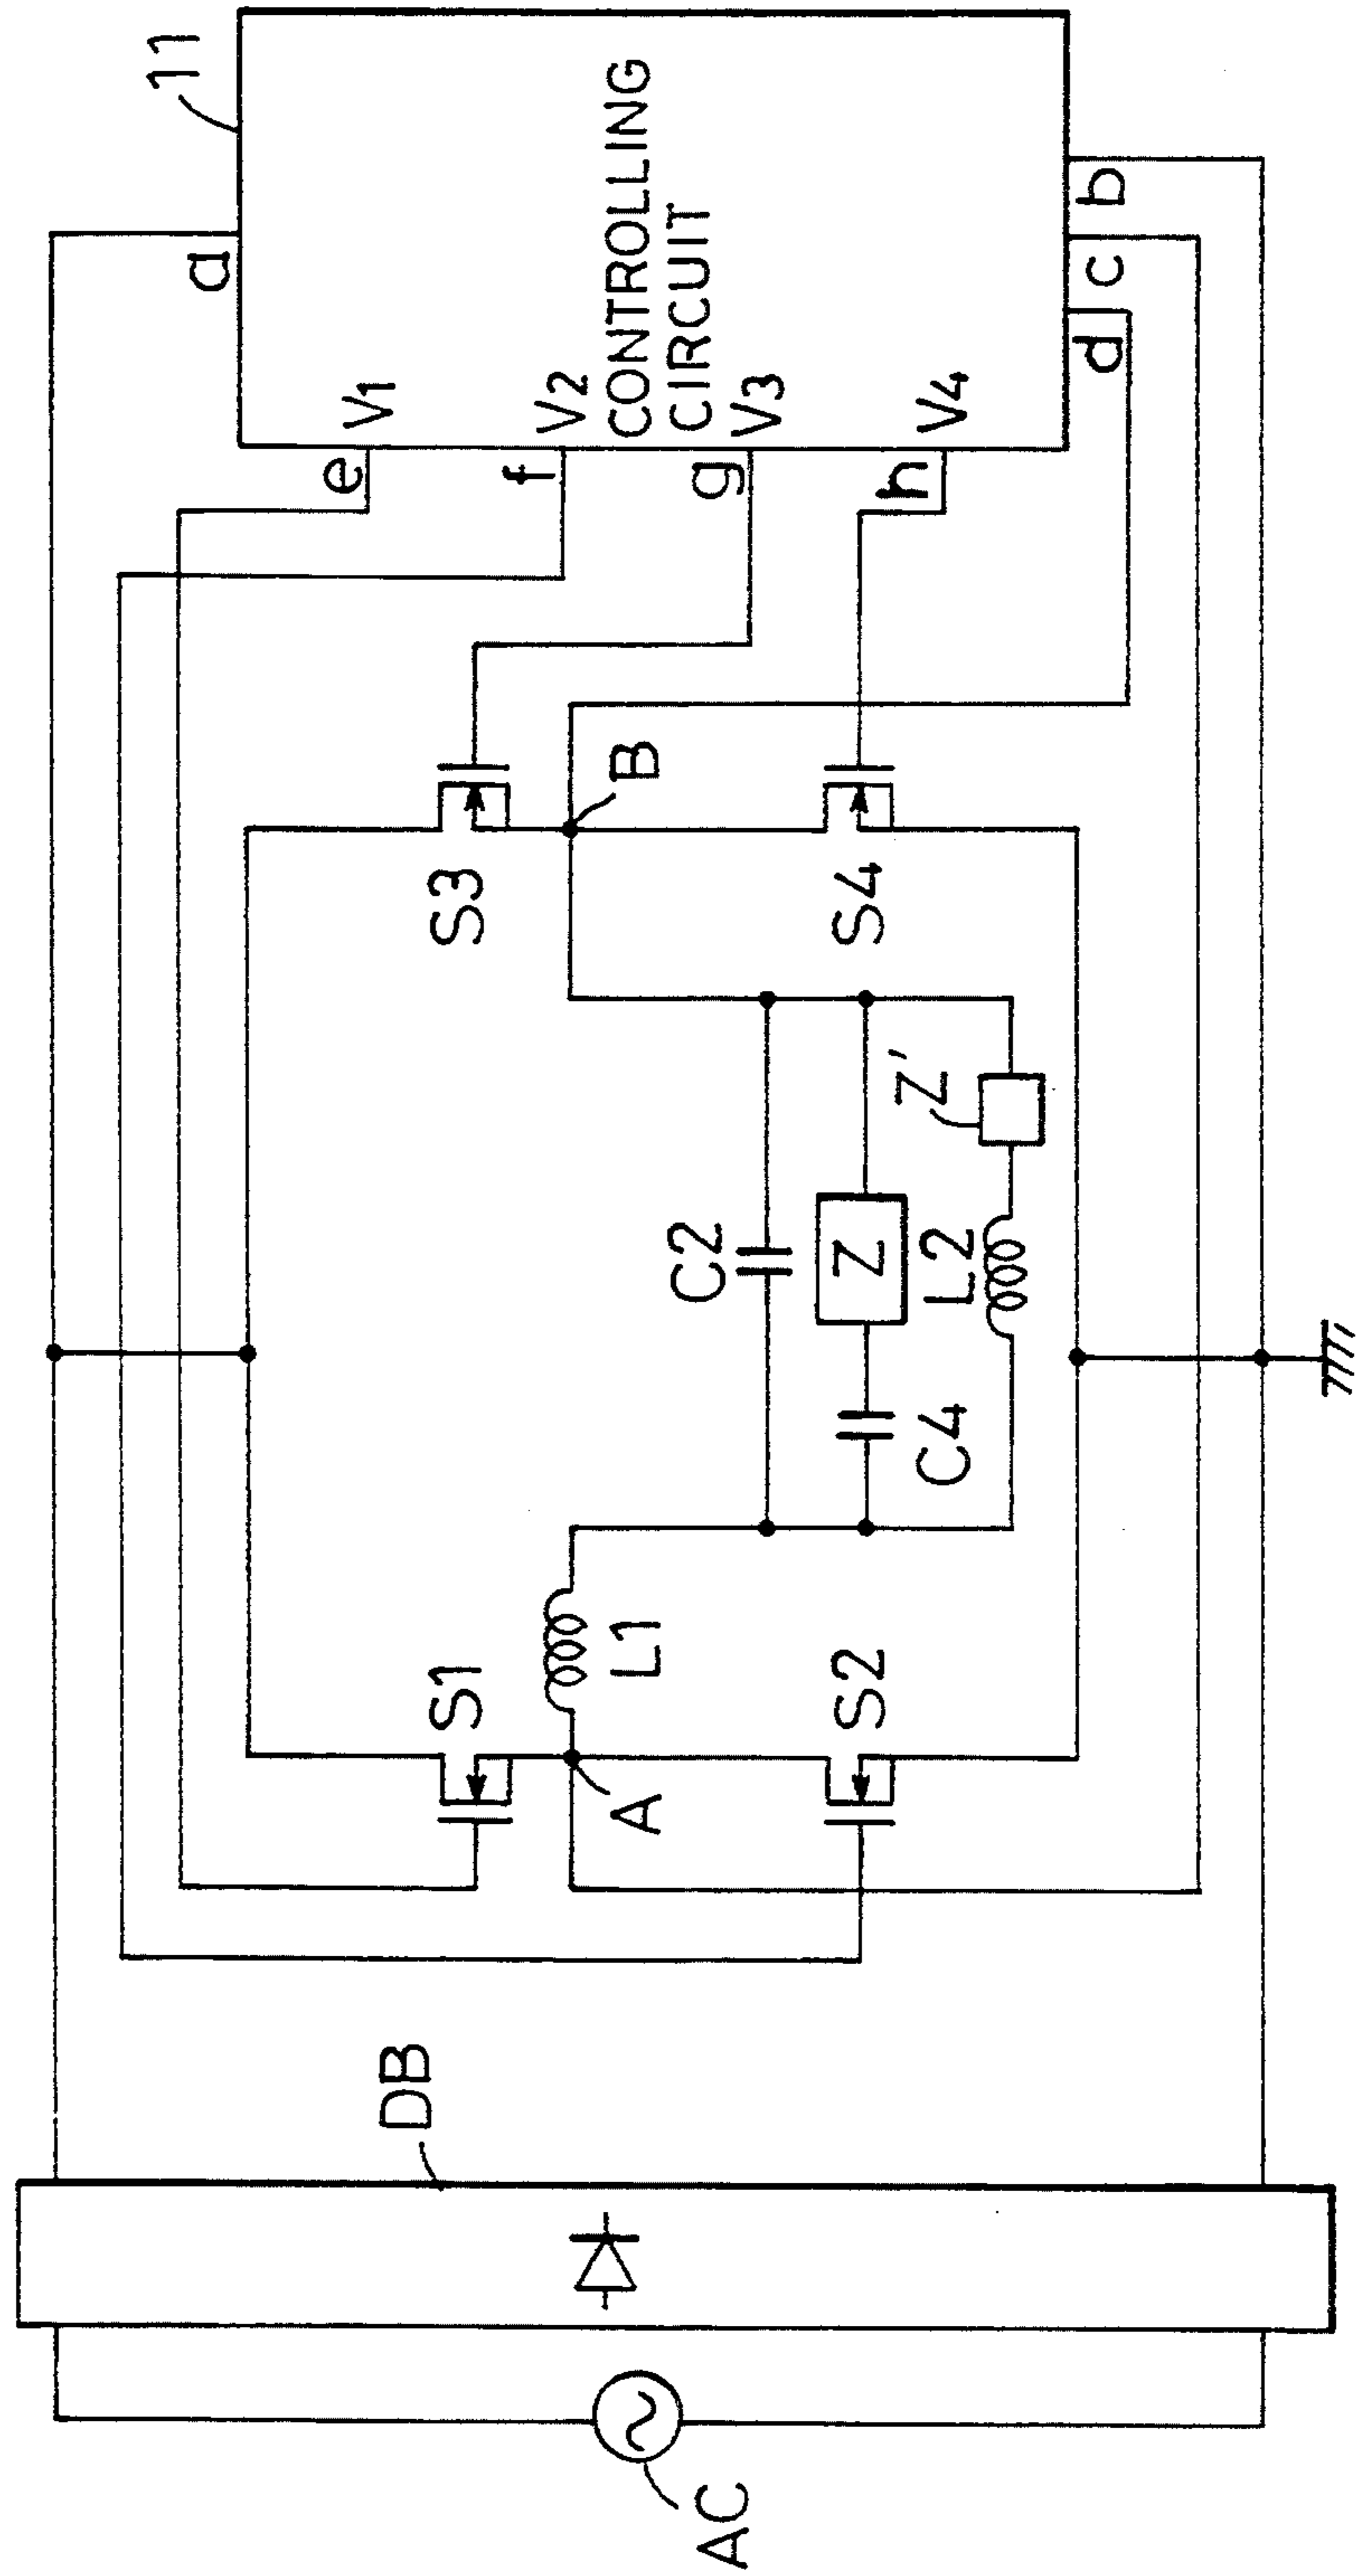 11
a
V1
e
V2
f
CONTROLLING
CIRCUIT
V3
g
V4
h
b
c
d
S3
B
S4
C2
Z
Z'
L2
C4
S1
L1
A
S2
DB
AC